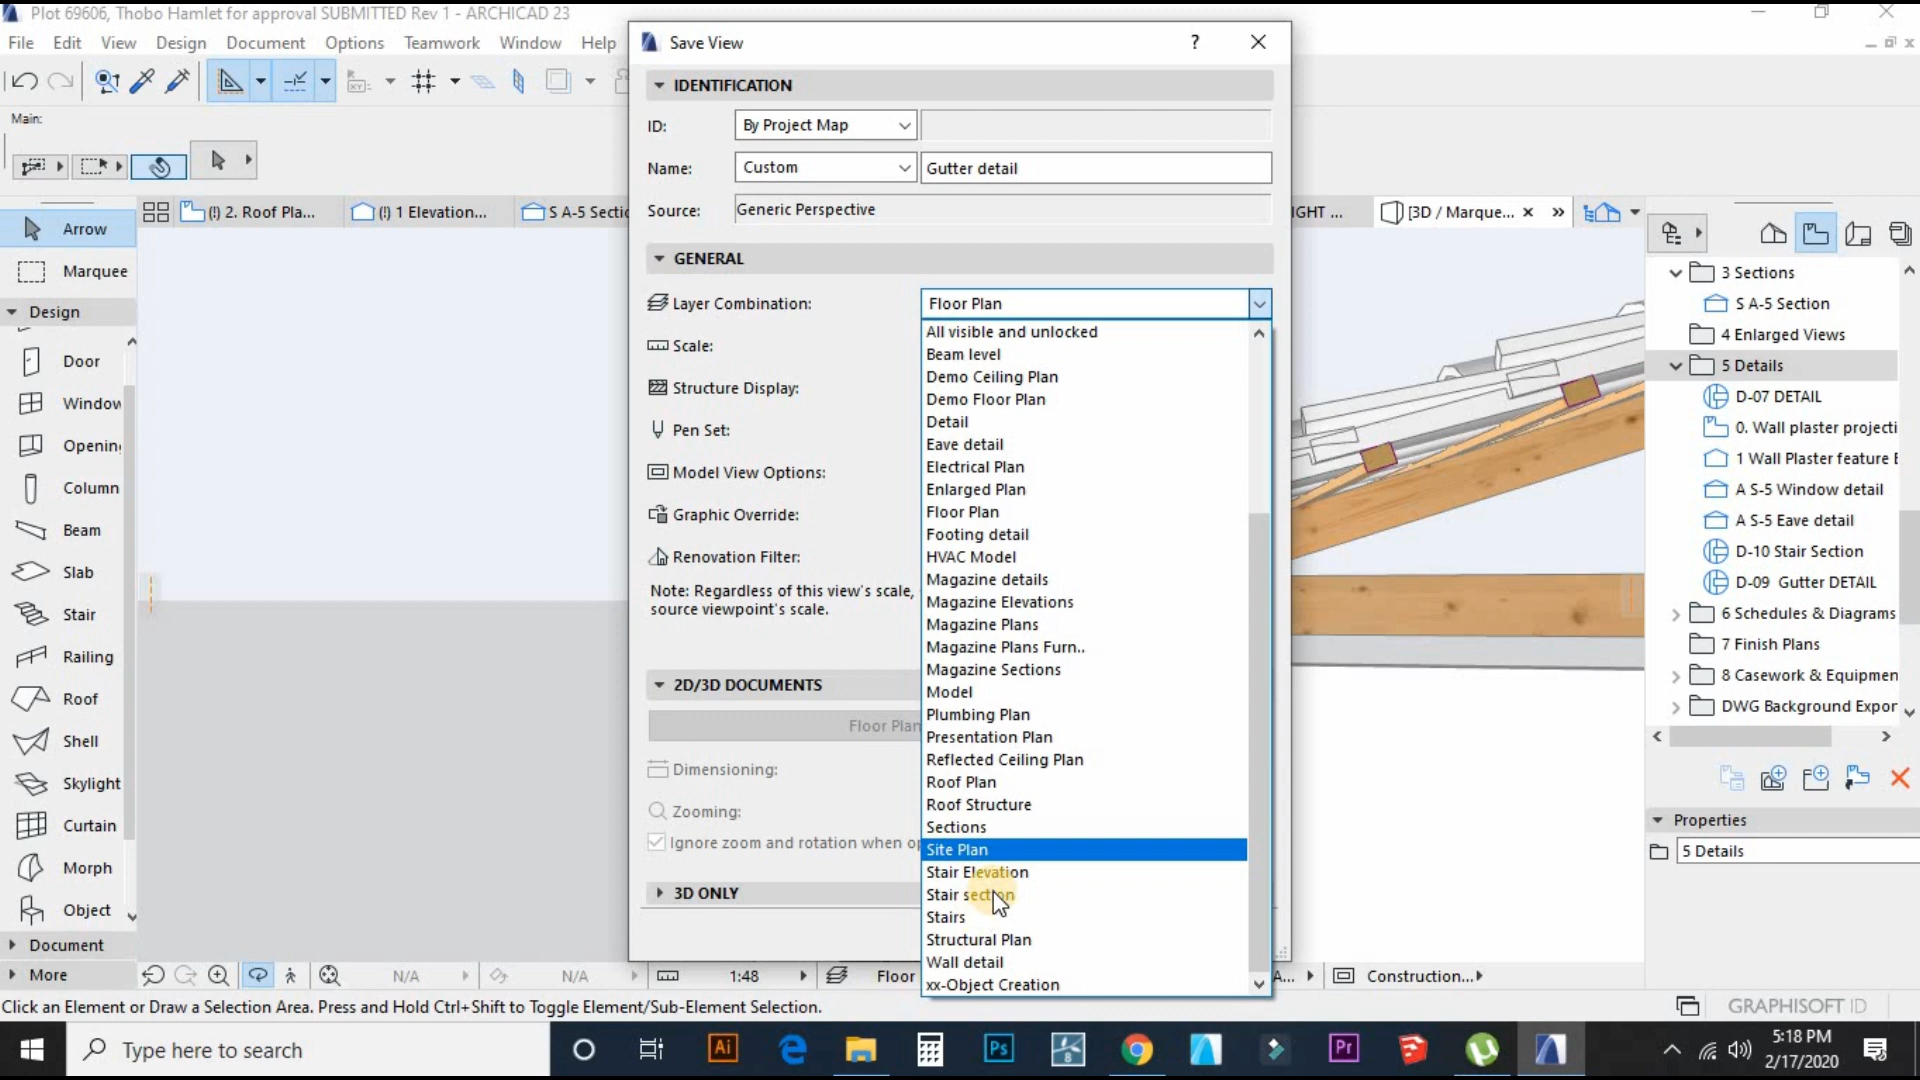 Plot 69606, Thobo Hamlet for approval SUBMITTED Rev 1 - ARCHICAD 23
File Edit View Design Document Options Teamwork Window Help
Main:
(!) 2. Roof Pla...
(!) 1 Elevation...
S A-5 Sectic
IGHT ...
[3D / Marque...
Arrow
Marquee
Design
Door
Window
Opening
Column
Beam
Slab
Stair
Railing
Roof
Shell
Skylight
Curtain
Morph
Object
Document
More
Save View
?
IDENTIFICATION
ID:
By Project Map
Name:
Custom
Gutter detail
Source:
Generic Perspective
GENERAL
Layer Combination:
Floor Plan
Scale:
Structure Display:
Pen Set:
Model View Options:
Graphic Override:
Renovation Filter:
Note: Regardless of this view's scale,
source viewpoint's scale.
2D/3D DOCUMENTS
Floor Plan
Dimensioning:
Zooming:
Ignore zoom and rotation when op
3D ONLY
All visible and unlocked
Beam level
Demo Ceiling Plan
Demo Floor Plan
Detail
Eave detail
Electrical Plan
Enlarged Plan
Floor Plan
Footing detail
HVAC Model
Magazine details
Magazine Elevations
Magazine Plans
Magazine Plans Furn..
Magazine Sections
Model
Plumbing Plan
Presentation Plan
Reflected Ceiling Plan
Roof Plan
Roof Structure
Sections
Site Plan
Stair Elevation
Stair section
Stairs
Structural Plan
Wall detail
xx-Object Creation
3 Sections
S A-5 Section
4 Enlarged Views
5 Details
D-07 DETAIL
0. Wall plaster projecti
1 Wall Plaster feature E
A S-5 Window detail
A S-5 Eave detail
D-10 Stair Section
D-09 Gutter DETAIL
6 Schedules & Diagrams
7 Finish Plans
8 Casework & Equipmen
DWG Background Expor
Properties
5 Details
N/A
N/A
1:48
Floor
A...
Construction...
Click an Element or Draw a Selection Area. Press and Hold Ctrl+Shift to Toggle Element/Sub-Element Selection.
GRAPHISOFT ID
Type here to search
Ai
Ps
8
Pr
5:18 PM
2/17/2020